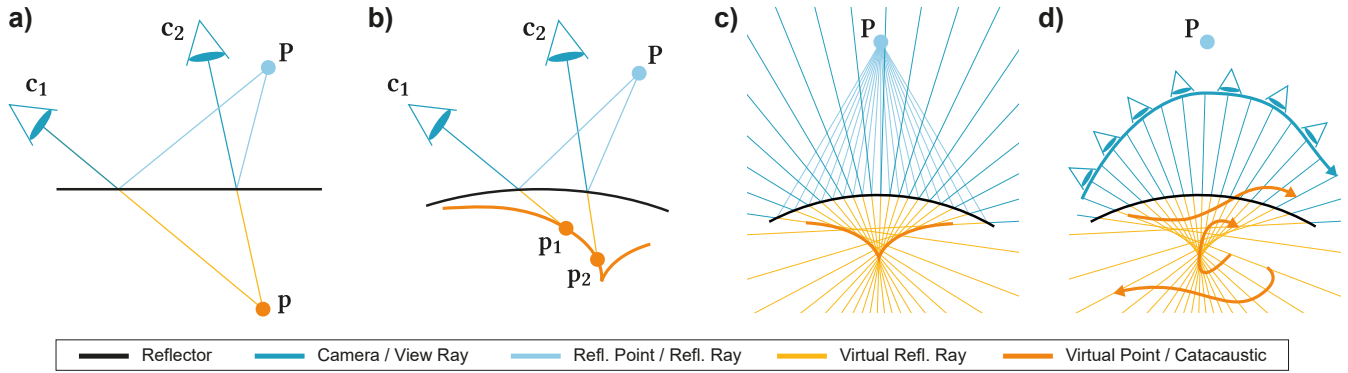 a)
c1
c2
P
p
b)
c1
c2
P
p1
p2
c)
P
d)
P
Reflector
Camera / View Ray
Refl. Point / Refl. Ray
Virtual Refl. Ray
Virtual Point / Catacaustic